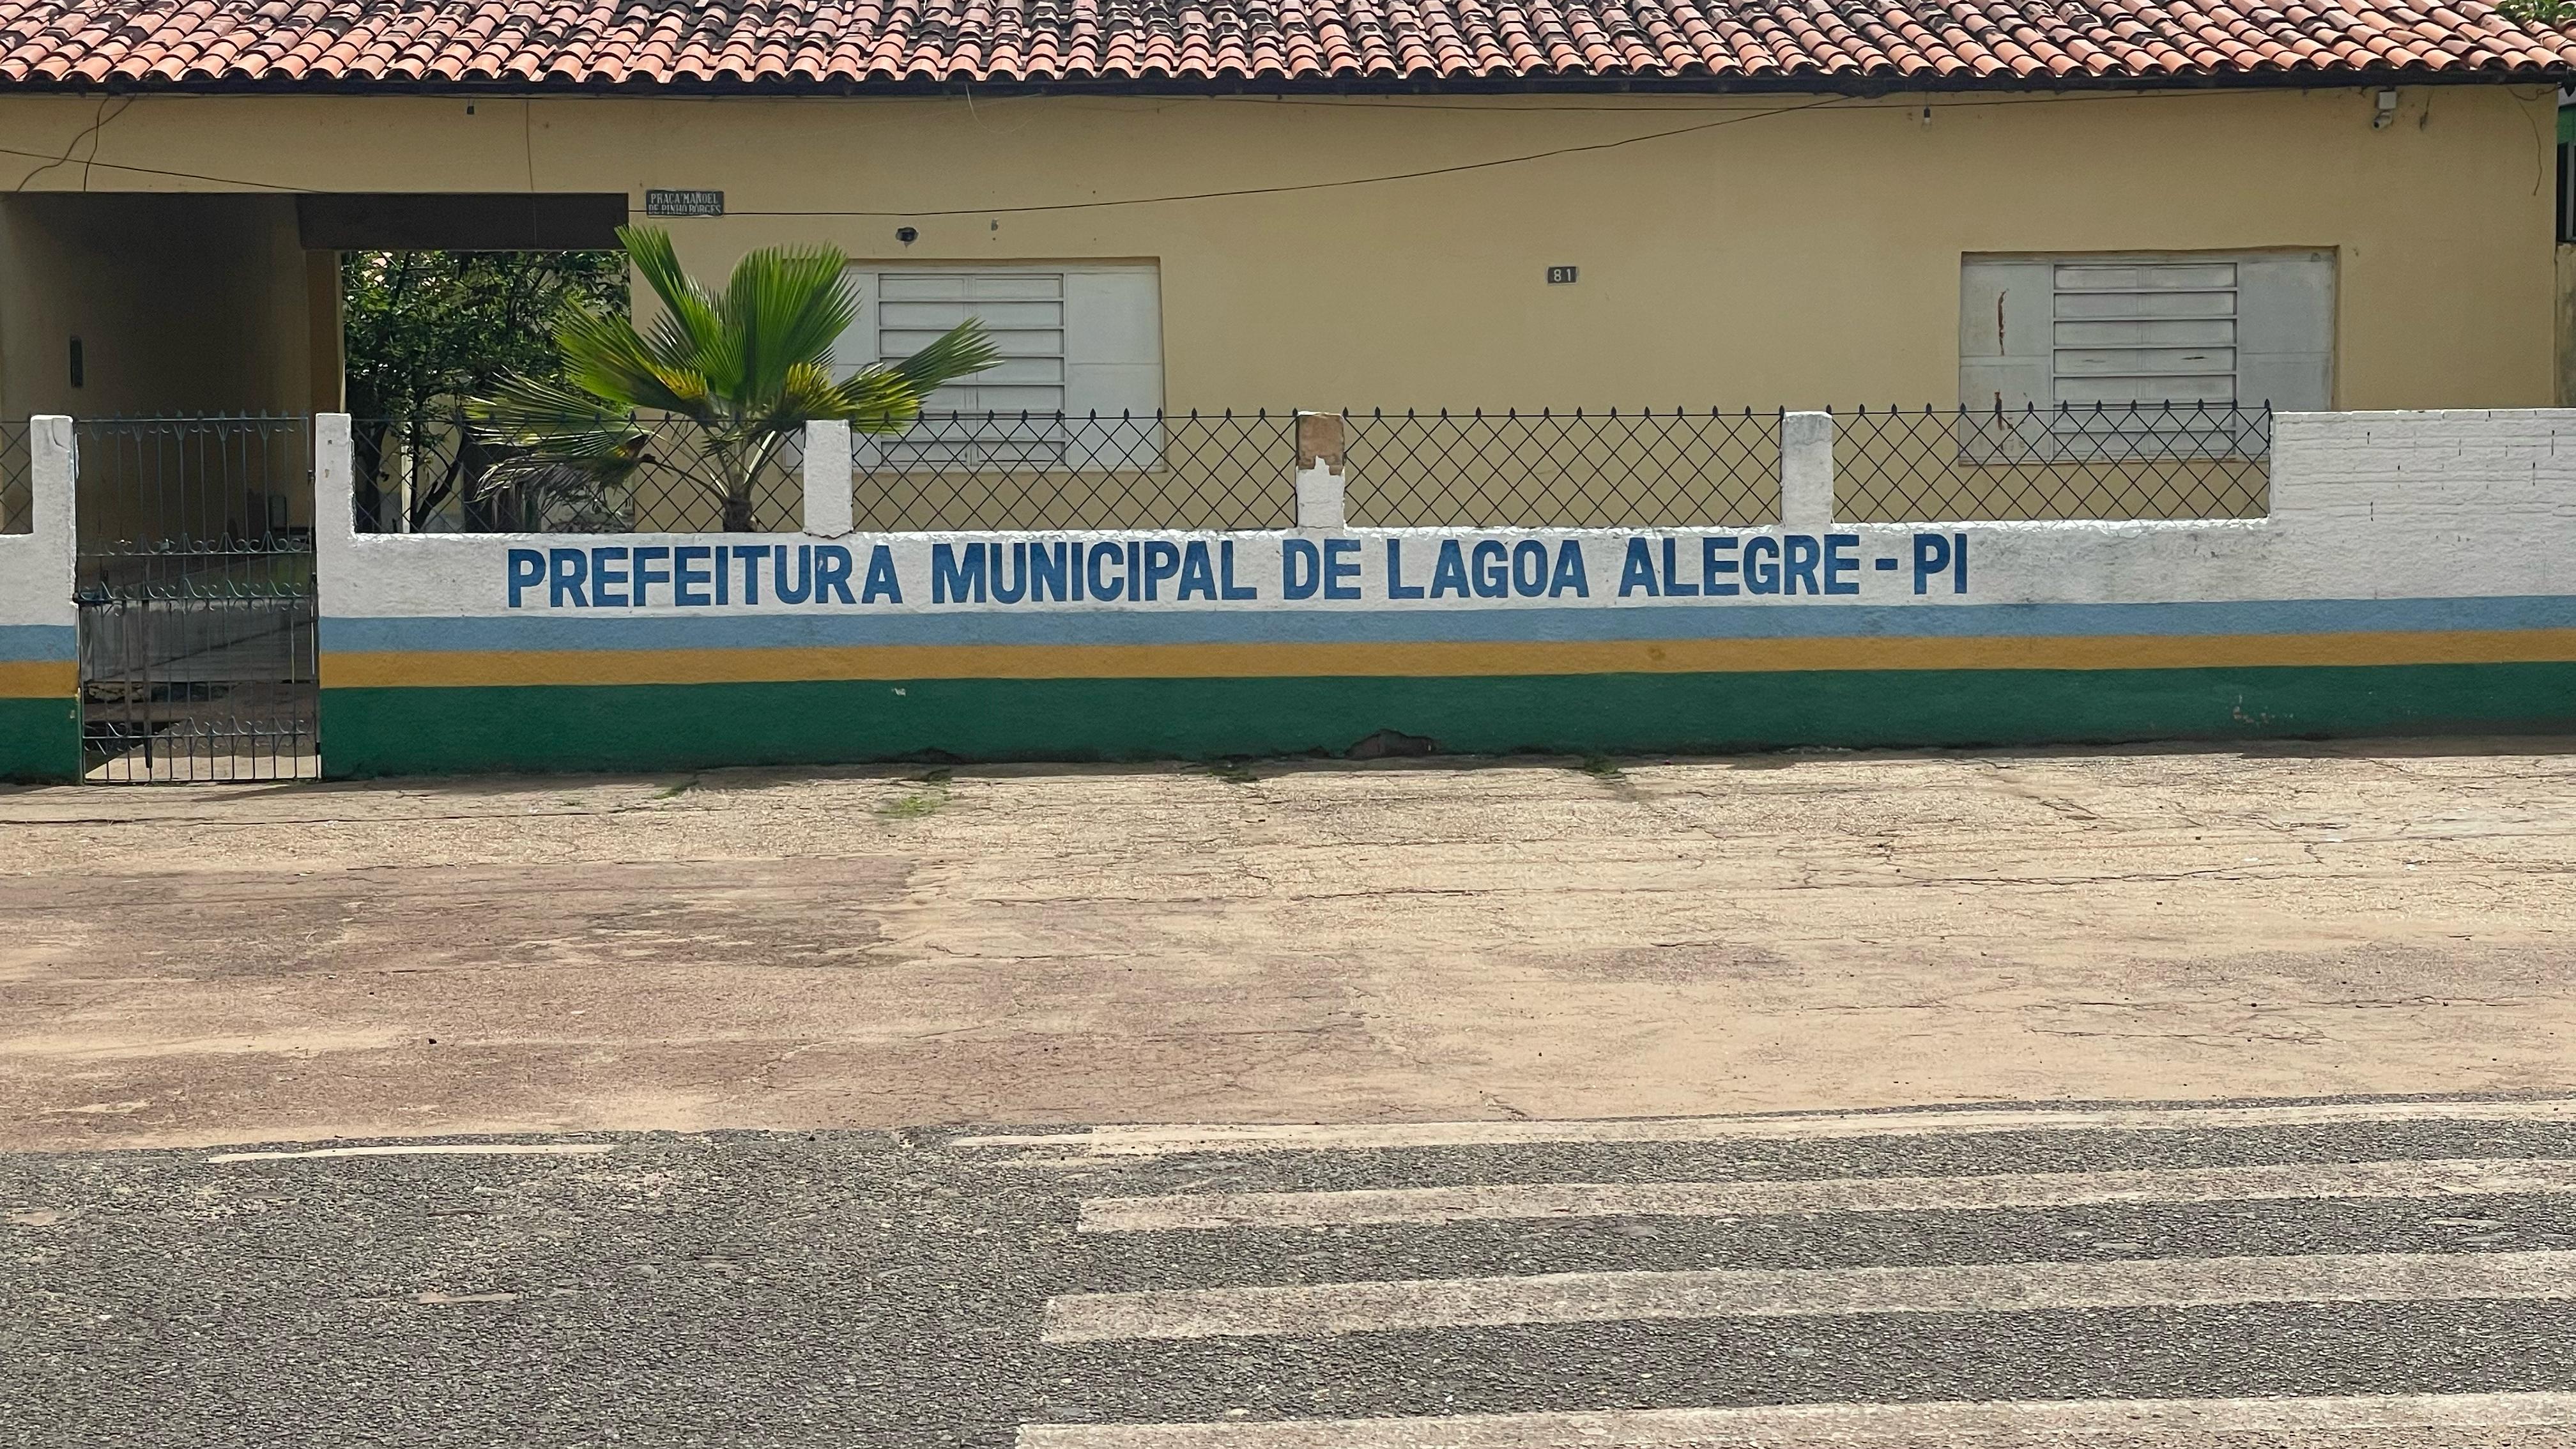 PRAÇA MANOEL
DE PINHO BORGES
81
PREFEITURA MUNICIPAL DE LAGOA ALEGRE - PI